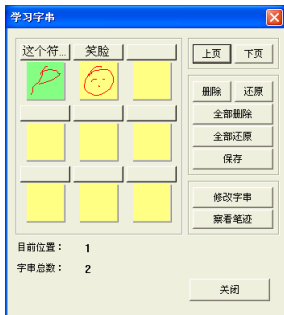 学习字串
这个符... 笑脸
上页 下页
删除 还原
全部删除
全部还原
保存
修改字串
察看笔迹
目前位置： 1
字串总数： 2
关闭